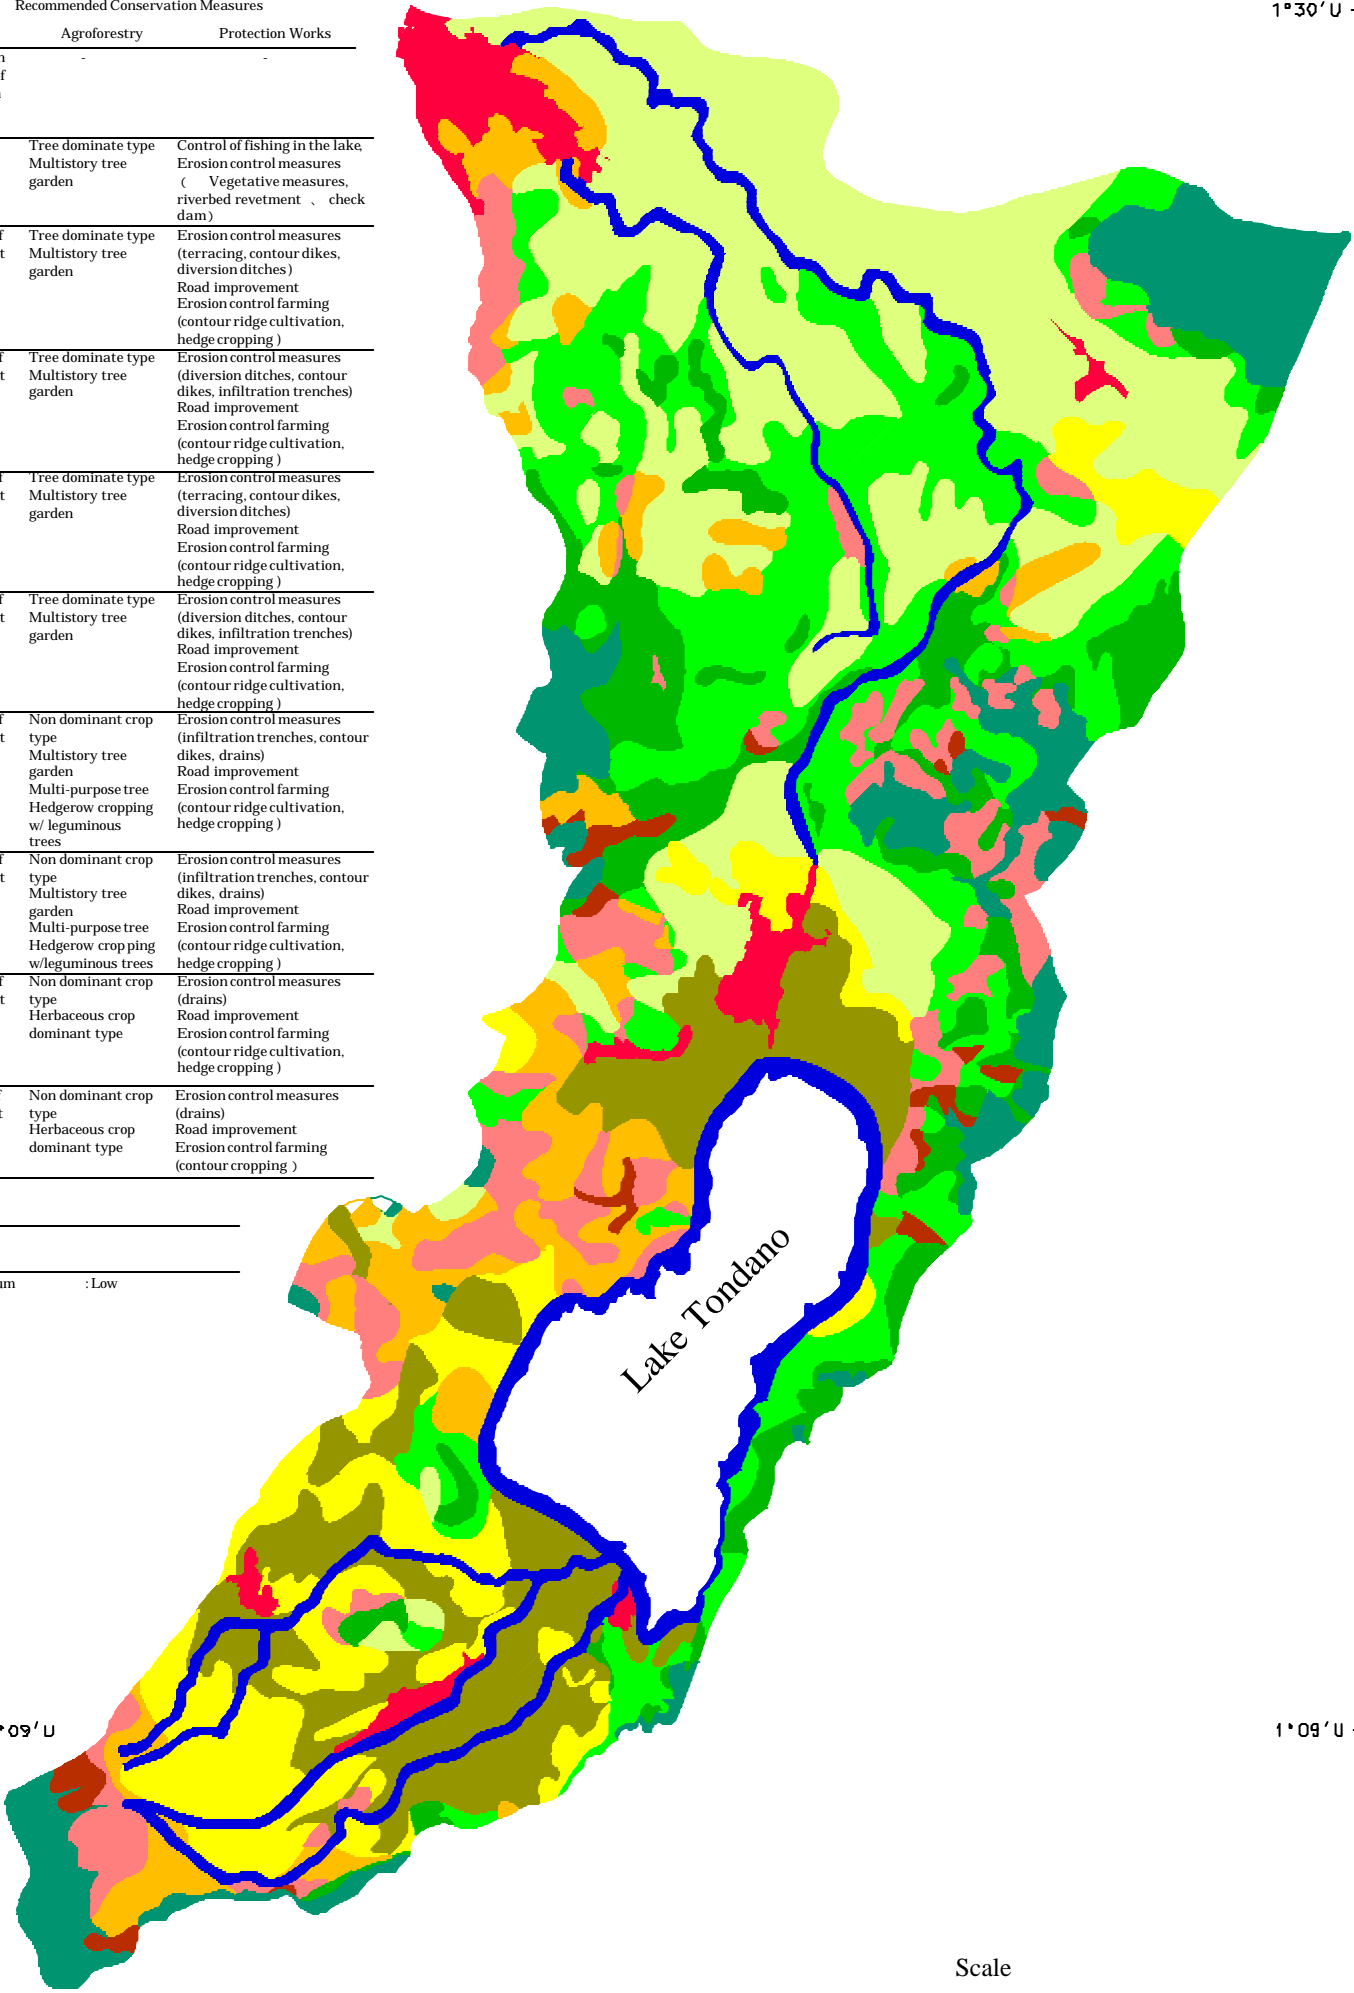 Recommended Conservation Measures
1°30'U
Agroforestry Protection Works
n - -
f
Tree dominate type Control of fishing in the lake,
Multistory tree Erosion control measures
garden ( Vegetative measures,
riverbed revetment 、 check
dam)
f Tree dominate type Erosion control measures
t Multistory tree (terracing, contour dikes,
garden diversion ditches)
Road improvement
Erosion control farming
(contour ridge cultivation,
hedge cropping )
f Tree dominate type Erosion control measures
t Multistory tree (diversion ditches, contour
garden dikes, infiltration trenches)
Road improvement
Erosion control farming
(contour ridge cultivation,
hedge cropping )
f Tree dominate type Erosion control measures
t Multistory tree (terracing, contour dikes,
garden diversion ditches)
Road improvement
Erosion control farming
(contour ridge cultivation,
hedge cropping )
f Tree dominate type Erosion control measures
t Multistory tree (diversion ditches, contour
garden dikes, infiltration trenches)
Road improvement
Erosion control farming
(contour ridge cultivation,
hedge cropping )
f Non dominant crop Erosion control measures
t type (infiltration trenches, contour
Multistory tree dikes, drains)
garden Road improvement
Multi-purpose tree Erosion control farming
Hedgerow cropping (contour ridge cultivation,
w/ leguminous hedge cropping )
trees
f Non dominant crop Erosion control measures
t type (infiltration trenches, contour
Multistory tree dikes, drains)
garden Road improvement
Multi-purpose tree Erosion control farming
Hedgerow cropping (contour ridge cultivation,
w/leguminous trees hedge cropping )
f Non dominant crop Erosion control measures
t type (drains)
Herbaceous crop Road improvement
dominant type Erosion control farming
(contour ridge cultivation,
hedge cropping )
f Non dominant crop Erosion control measures
t type (drains)
Herbaceous crop Road improvement
dominant type Erosion control farming
(contour cropping )
um : Low
Lake Tondano
°09'U 1°09'U
Scale